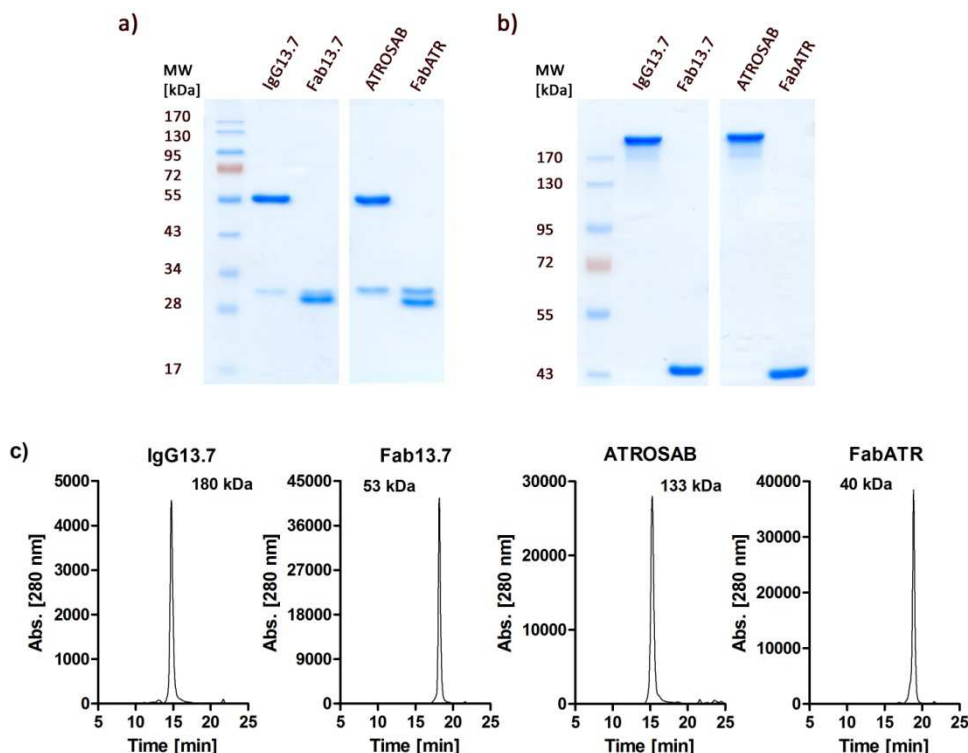 a)
MW
[kDa]
IgG13.7
Fab13.7
ATROSAB
FabATR
170
130
95
72
55
43
34
28
17
b)
MW
[kDa]
IgG13.7
Fab13.7
ATROSAB
FabATR
170
130
95
72
55
43
c)
IgG13.7
180 kDa
Abs. [280 nm]
5000
4000
3000
2000
1000
0
5 10 15 20 25
Time [min]
Fab13.7
53 kDa
Abs. [280 nm]
45000
36000
27000
18000
9000
0
5 10 15 20 25
Time [min]
ATROSAB
133 kDa
Abs. [280 nm]
30000
20000
10000
0
5 10 15 20 25
Time [min]
FabATR
40 kDa
Abs. [280 nm]
40000
30000
20000
10000
0
5 10 15 20 25
Time [min]